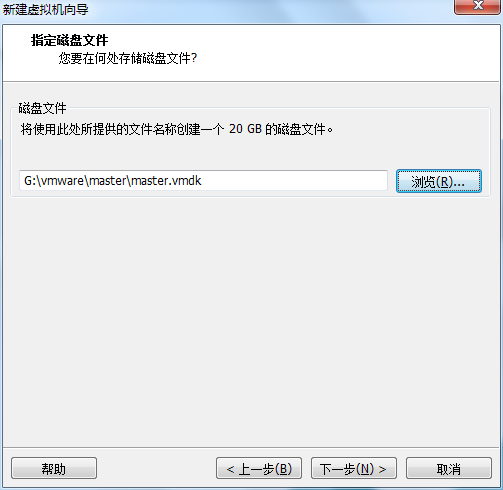 新建虚拟机向导
指定磁盘文件
您要在何处存储磁盘文件?
磁盘文件
将使用此处所提供的文件名称创建一个 20 GB 的磁盘文件。
G:\vmware\master\master.vmdk
浏览(R)...
帮助
< 上一步(B)
下一步(N) >
取消